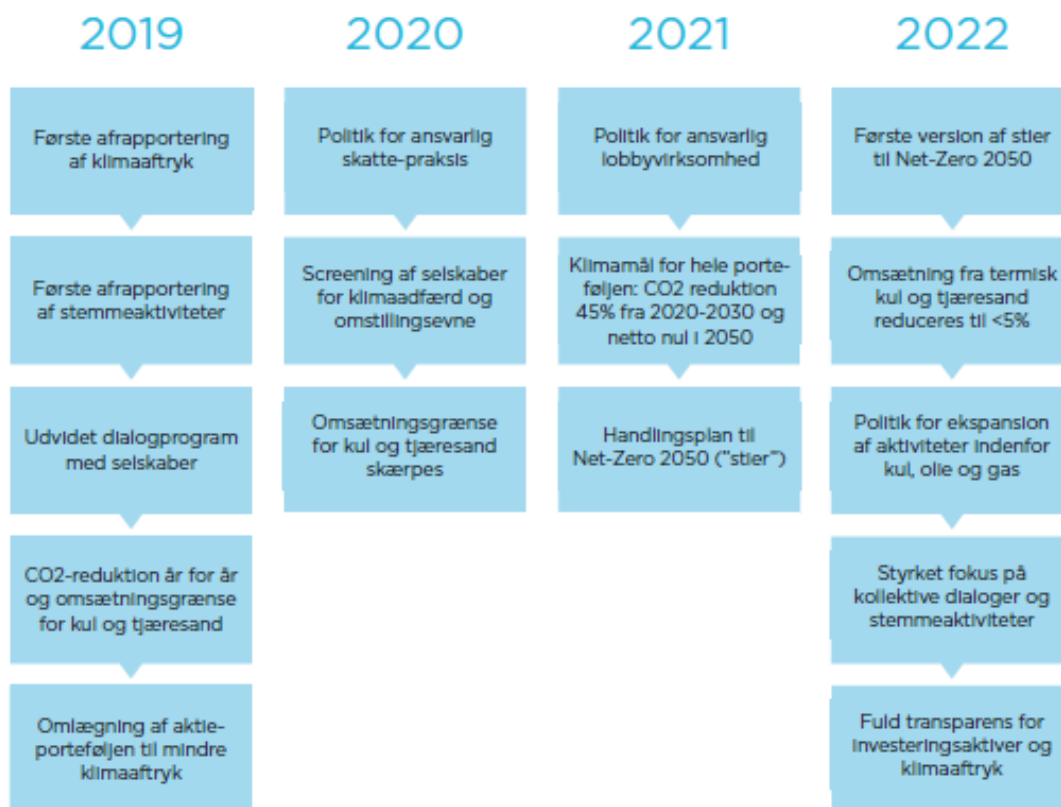 2019
Første afrapportering
af klimaaftryk
Første afrapportering
af stemmeaktiviteter
Udvidet dialogprogram
med selskaber
CO2-reduktion år for år
og omsætningsgrænse
for kul og tjæresand
Omlægning af aktie-
porteføljen til mindre
klimaaftryk
2020
Politik for ansvarlig
skatte-praksis
Screening af selskaber
for klimaadfærd og
omstillingsevne
Omsætningsgrænse
for kul og tjæresand
skærpes
2021
Politik for ansvarlig
lobbyvirksomhed
Klimamål for hele porte-
føljen: CO2 reduktion
45% fra 2020-2030 og
netto nul i 2050
Handlingsplan til
Net-Zero 2050 ("stier")
2022
Første version af stier
til Net-Zero 2050
Omsætning fra termisk
kul og tjæresand
reduceres til <5%
Politik for ekspansion
af aktiviteter indenfor
kul, olie og gas
Styrket fokus på
kollektive dialoger og
stemmeaktiviteter
Fuld transparens for
investeringsaktiver og
klimaaftryk